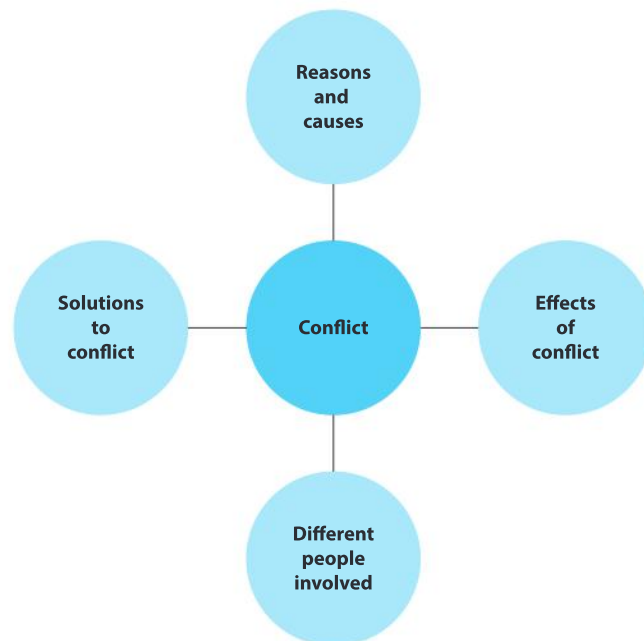 Reasons
and
causes
Solutions
to
conflict
Conflict
Effects
of
conflict
Different
people
involved